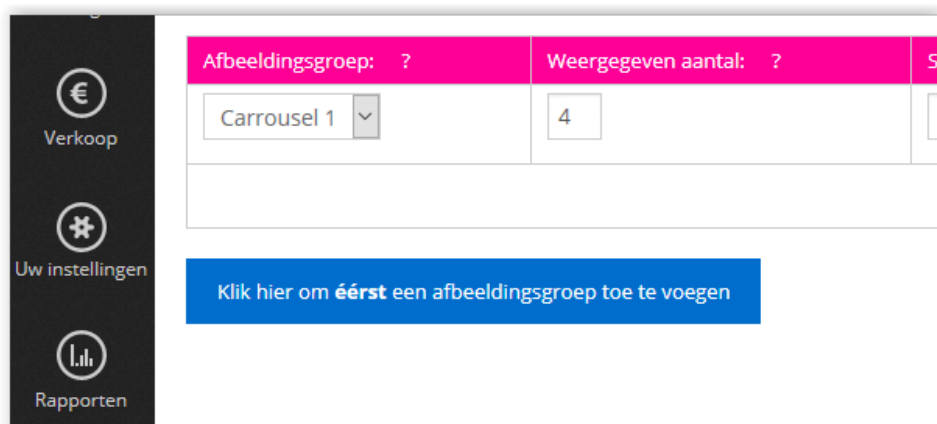 Afbeeldingsgroep: ?
Weergegeven aantal: ?
S
Carrousel 1
4
Klik hier om éérst een afbeeldingsgroep toe te voegen
€
Verkoop
Uw instellingen
Rapporten